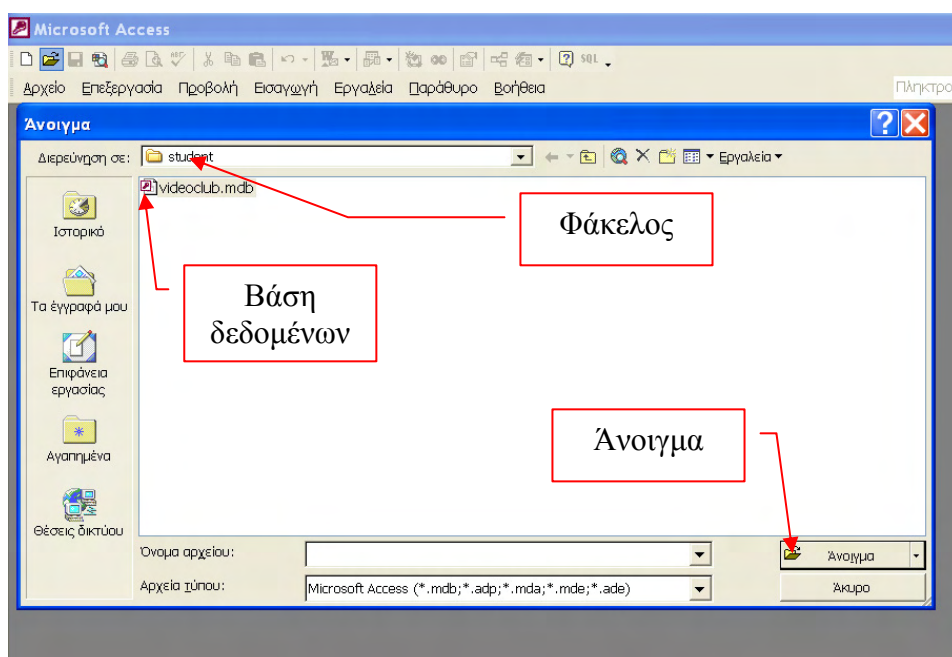 Microsoft Access
SQL
Αρχείο Επεξεργασία Προβολή Εισαγωγή Εργαλεία Παράθυρο Βοήθεια
Άνοιγμα
Διερεύνηση σε: student Εργαλεία
videoclub.mdb
Φάκελος
Ιστορικό
Βάση
δεδομένων
Τα έγγραφά μου
Επιφάνεια
εργασίας
Άνοιγμα
Αγαπημένα
Θέσεις δικτύου
Όνομα αρχείου: Άνοιγμα
Αρχεία τύπου: Microsoft Access (*.mdb;*.adp;*.mda;*.mde;*.ade) Άκυρο